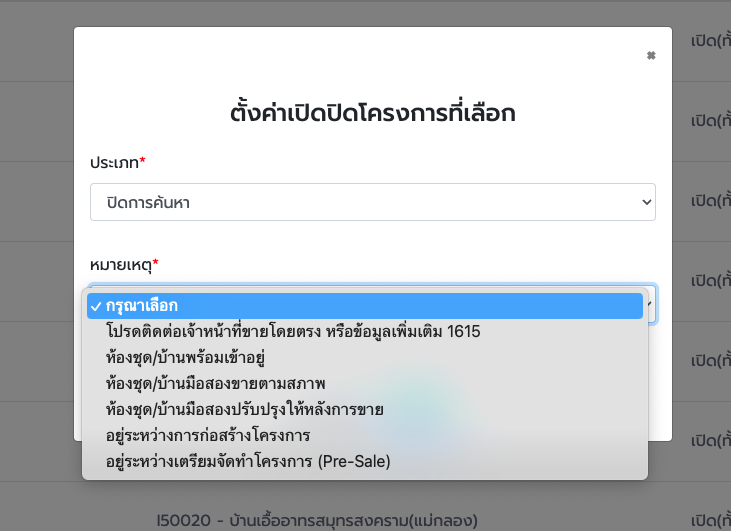 เปิด(ทั้
ตั้งค่าเปิดปิดโครงการที่เลือก
เปิด(ทั้
ประเภท*
ปิดการค้นหา
เปิด(ทั้
หมายเหตุ*
เปิด(ทั้
กรุณาเลือก
โปรดติดต่อเจ้าหน้าที่ขายโดยตรง หรือข้อมูลเพิ่มเติม 1615
ห้องชุด/บ้านพร้อมเข้าอยู่
เปิด(ทั้
ห้องชุด/บ้านมือสองขายตามสภาพ
ห้องชุด/บ้านมือสองปรับปรุงให้หลังการขาย
อยู่ระหว่างการก่อสร้างโครงการ
เปิด(ทั้
อยู่ระหว่างเตรียมจัดทำโครงการ (Pre-Sale)
I50020 - บ้านเอื้ออาทรสมุทรสงคราม(แม่กลอง)
เปิด(ทั้